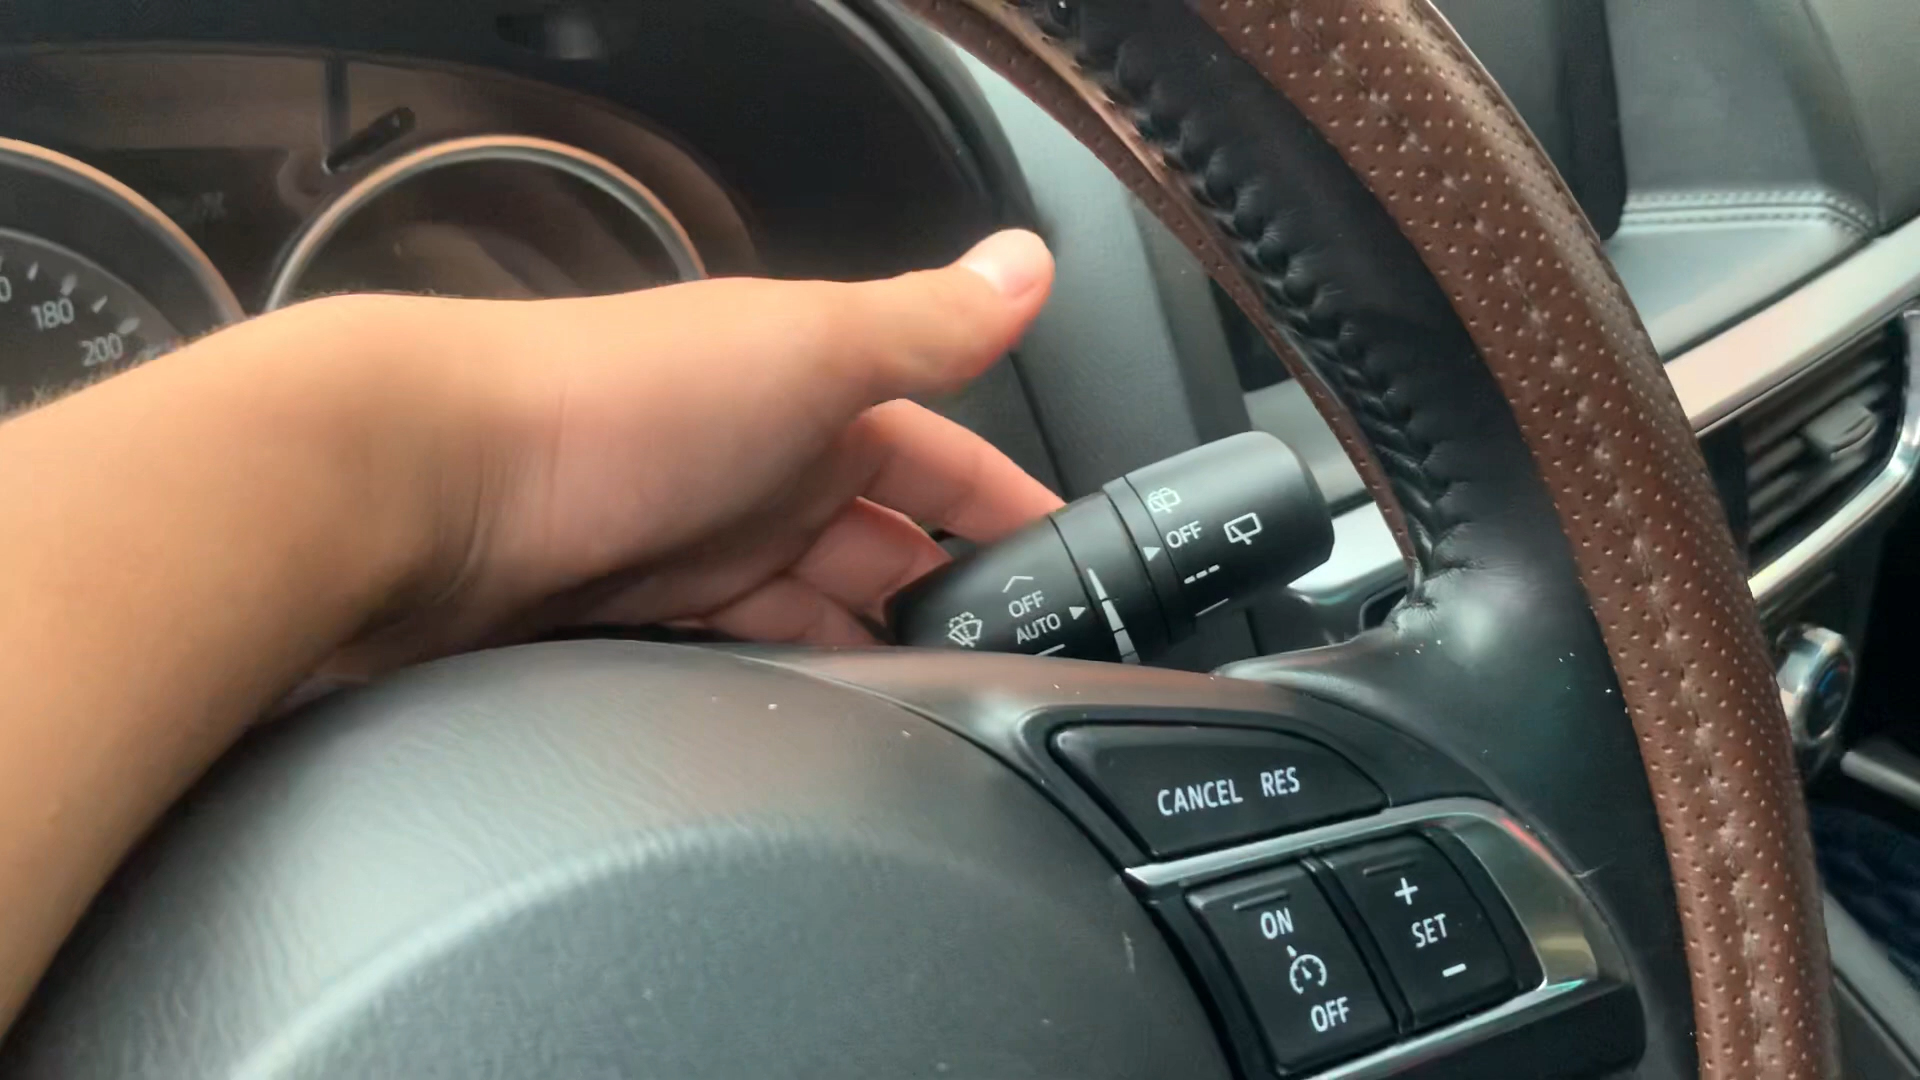 180
200
OFF
OFF
AUTO
CANCEL RES
ON
OFF
+
SET
-